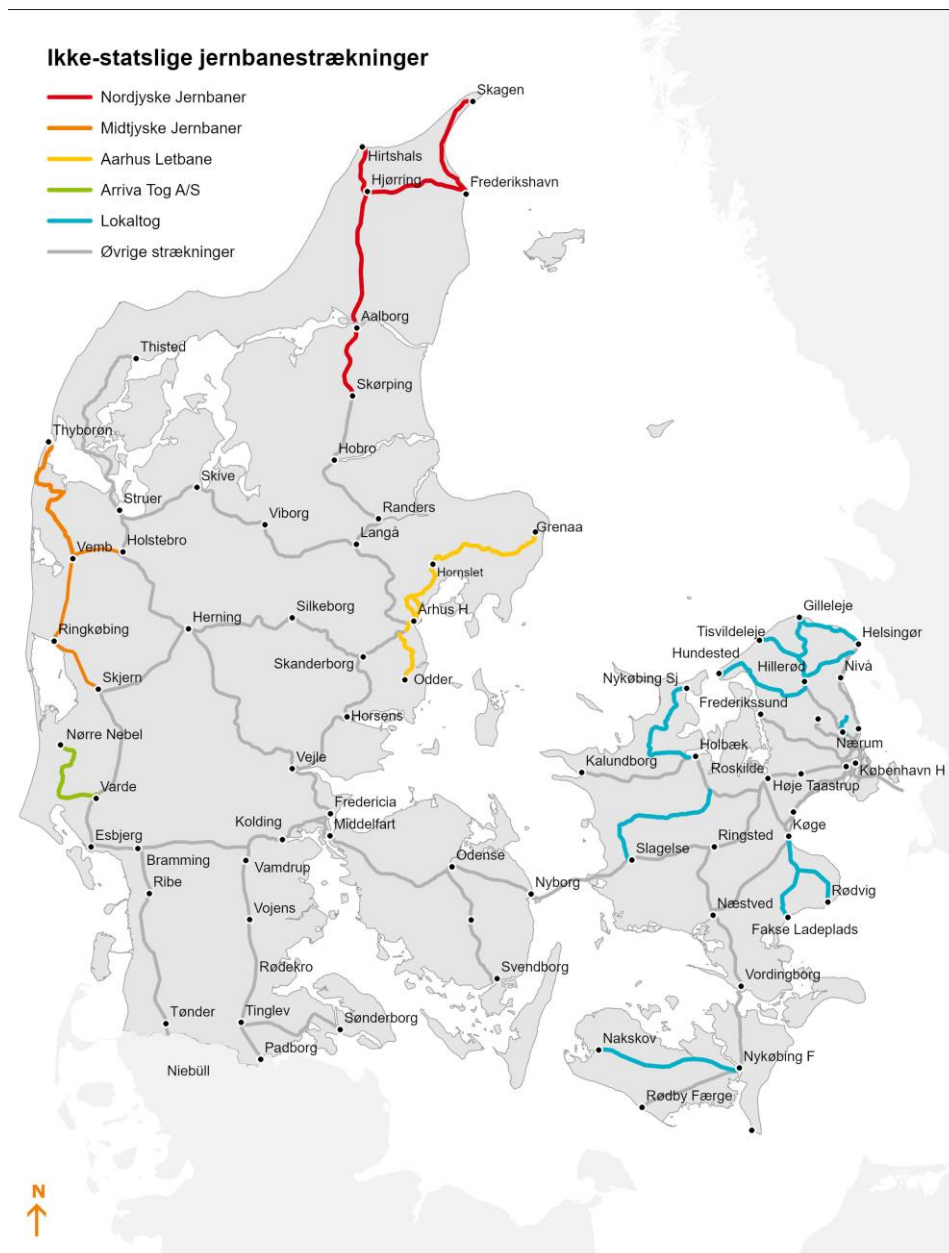 Ikke-statslige jernbanestrækninger
Nordjyske Jernbaner
Midtjyske Jernbaner
Aarhus Letbane
Arriva Tog A/S
Lokaltog
Øvrige strækninger
Skagen
Hirtshals
Hjørring
Frederikshavn
Aalborg
Thisted
Skørping
Thyborøn
Hobro
Skive
Struer
Viborg
Randers
Grenaa
Langå
Holstebro
Vemb
Hornslet
Silkeborg
Herning
Århus H
Gilleleje
Ringkøbing
Tisvildeleje
Helsingør
Skanderborg
Hundested
Hillerød
Nivå
Skjern
Odder
Nykøbing Sj
Frederikssund
Horsens
Nørre Nebel
Nærum
Vejle
Kalundborg
Holbæk
Roskilde
København H
Høje Taastrup
Varde
Fredericia
Kolding
Middelfart
Esbjerg
Ringsted
Køge
Bramming
Vamdrup
Odense
Slagelse
Ribe
Nyborg
Rødvig
Vojens
Næstved
Fakse Ladeplads
Rødekro
Svendborg
Vordingborg
Tønder
Tinglev
Sønderborg
Padborg
Nakskov
Nykøbing F
Niebüll
Rødby Færge
N